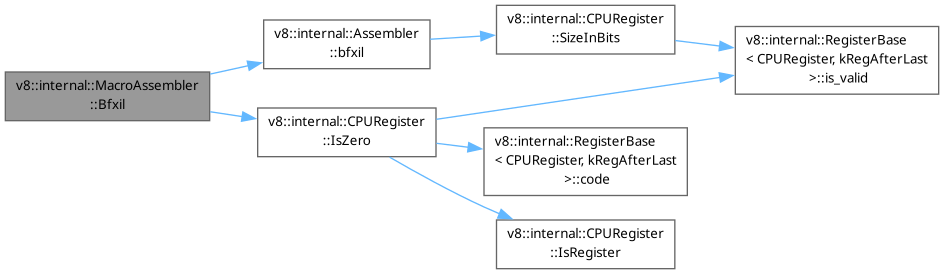 v8::internal::MacroAssembler
::Bfxil
v8::internal::Assembler
::bfxil
v8::internal::CPURegister
::IsZero
v8::internal::CPURegister
::SizeInBits
v8::internal::RegisterBase
< CPURegister, kRegAfterLast
>::code
v8::internal::CPURegister
::IsRegister
v8::internal::RegisterBase
< CPURegister, kRegAfterLast
>::is_valid